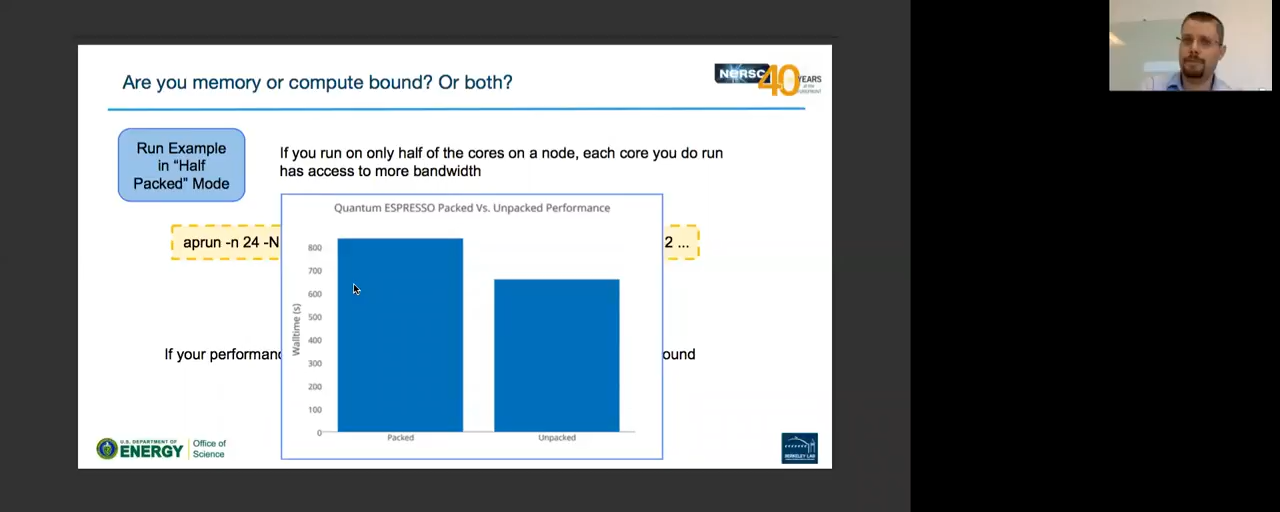 Are you memory or compute bound? Or both?
NERSC 40 YEARS
Run Example
in “Half
Packed” Mode
If you run on only half of the cores on a node, each core you do run
has access to more bandwidth
aprun -n 24 -N
2 ...
Quantum ESPRESSO Packed Vs. Unpacked Performance
800
700
600
500
400
300
200
100
0
Walltime (s)
Packed
Unpacked
If your performanc
ound
U.S. DEPARTMENT OF
ENERGY
Office of
Science
BERKELEY LAB